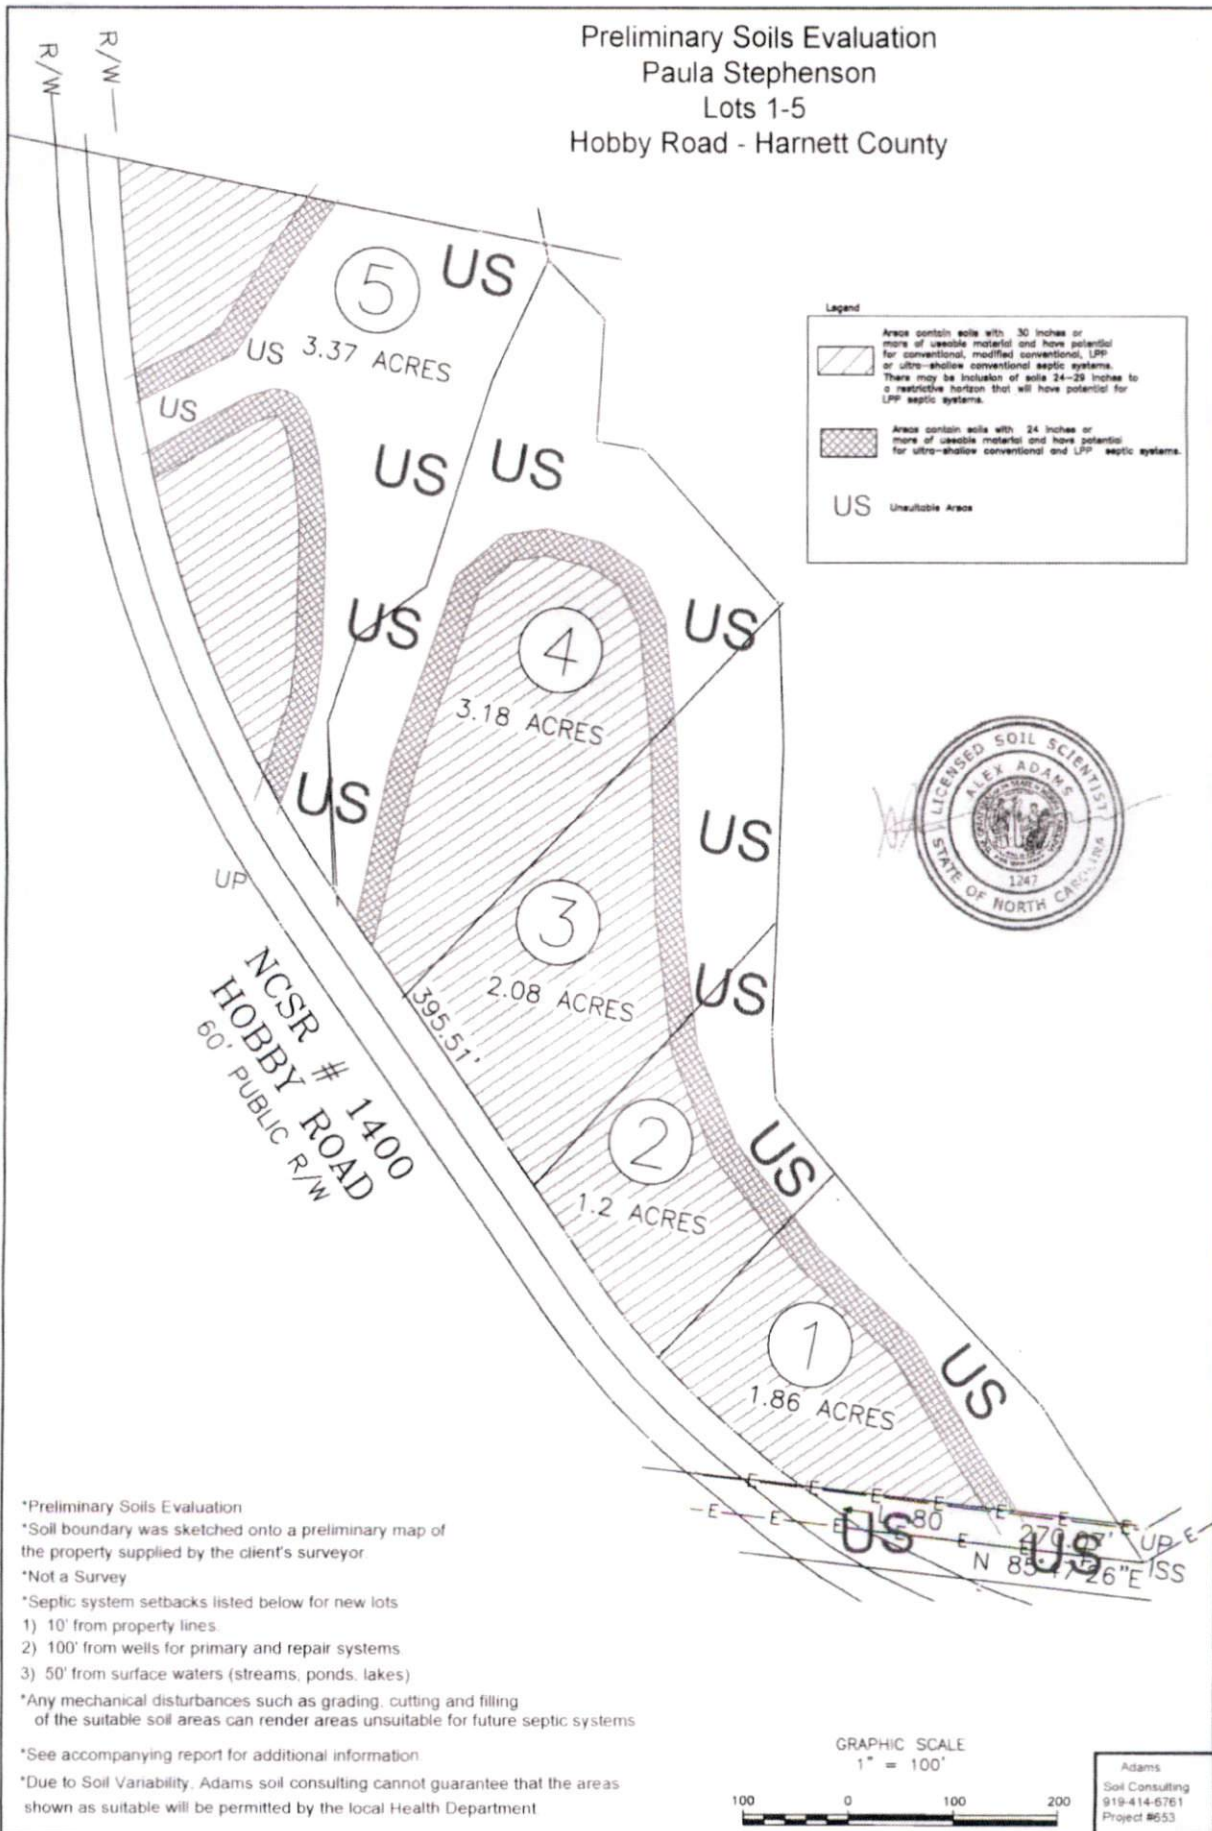 Preliminary Soils Evaluation
Paula Stephenson
Lots 1-5
Hobby Road - Harnett County
R/W
R/W
5
US
3.37 ACRES
US
US
US
US
Legend
Areas contain soils with 30 inches or
more of useable material and have potential
for conventional, modified conventional, LPP
or ultra-shallow conventional septic systems.
There may be inclusion of soils 24-29 inches to
a restrictive horizon that will have potential for
LPP septic systems.
Areas contain soils with 24 inches or
more of useable material and have potential
for ultra-shallow conventional and LPP septic systems.
US Unsuitable Areas
US
4
US
3.18 ACRES
US
US
LICENSED SOIL SCIENTIST
ALEX ADAMS
1247
STATE OF NORTH CAROLINA
UP
3
2.08 ACRES
US
395.51'
NCSR # 1400
HOBBY ROAD
60' PUBLIC R/W
2
1.2 ACRES
US
1
1.86 ACRES
US
E E E E E E E
E E E E E E
80
US
US
UP
E
N 85
26"E
ISS
*Preliminary Soils Evaluation
*Soil boundary was sketched onto a preliminary map of
the property supplied by the client's surveyor.
*Not a Survey
*Septic system setbacks listed below for new lots
1) 10' from property lines.
2) 100' from wells for primary and repair systems
3) 50' from surface waters (streams, ponds, lakes)
*Any mechanical disturbances such as grading, cutting and filling
of the suitable soil areas can render areas unsuitable for future septic systems
*See accompanying report for additional information
*Due to Soil Variability, Adams soil consulting cannot guarantee that the areas
shown as suitable will be permitted by the local Health Department
GRAPHIC SCALE
1" = 100'
100 0 100 200
Adams
Soil Consulting
919-414-6761
Project #653